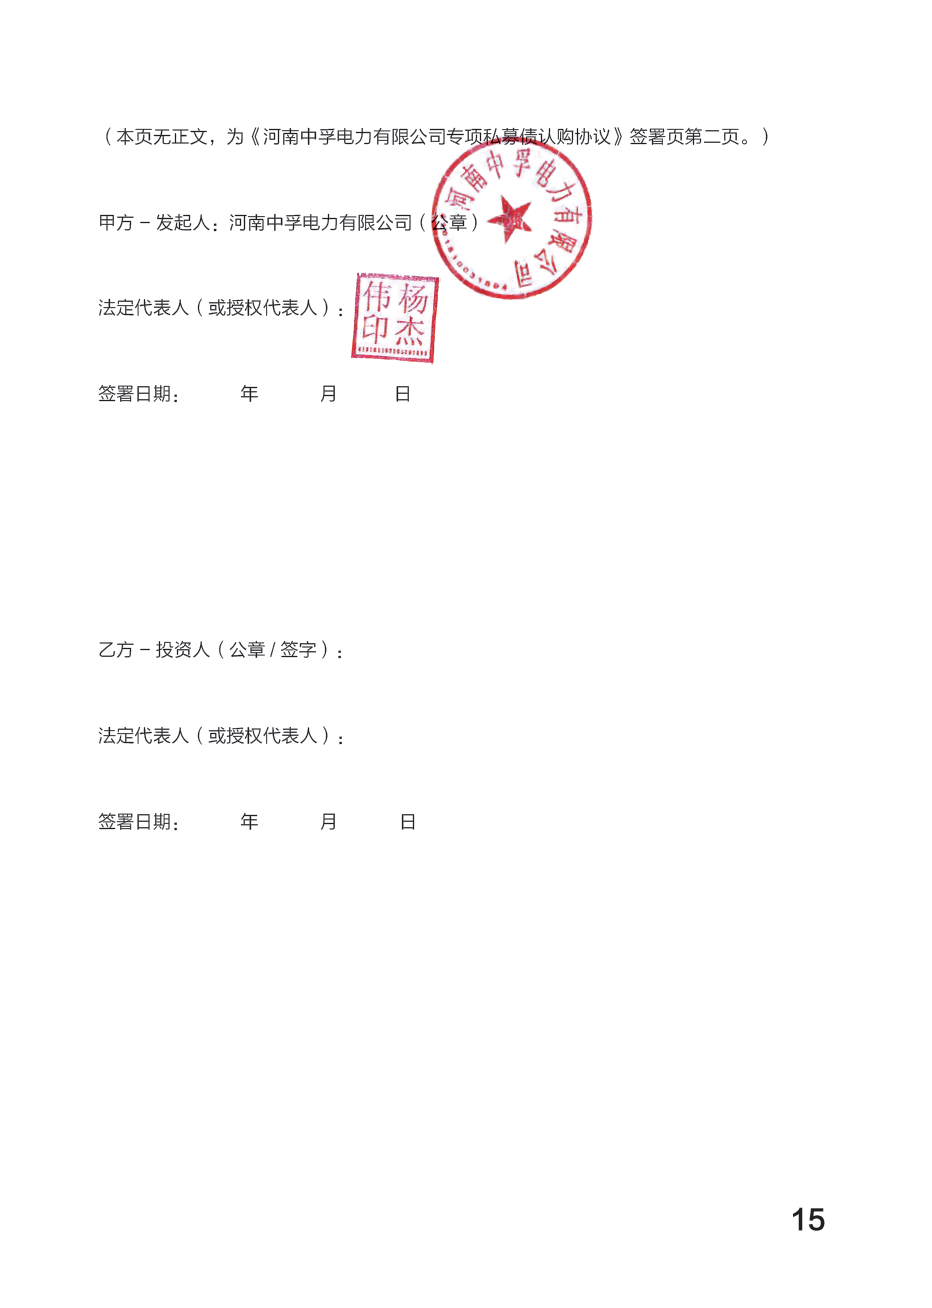 （本页无正文，为《河南中孚电力有限公司专项私募债认购协议》签署页第二页。）
河南中孚电力有限公司
甲方 – 发起人：河南中孚电力有限公司（公章）
法定代表人（或授权代表人）：
杨杰
伟印
签署日期： 年 月 日
乙方 – 投资人（公章 / 签字）：
法定代表人（或授权代表人）：
签署日期： 年 月 日
15